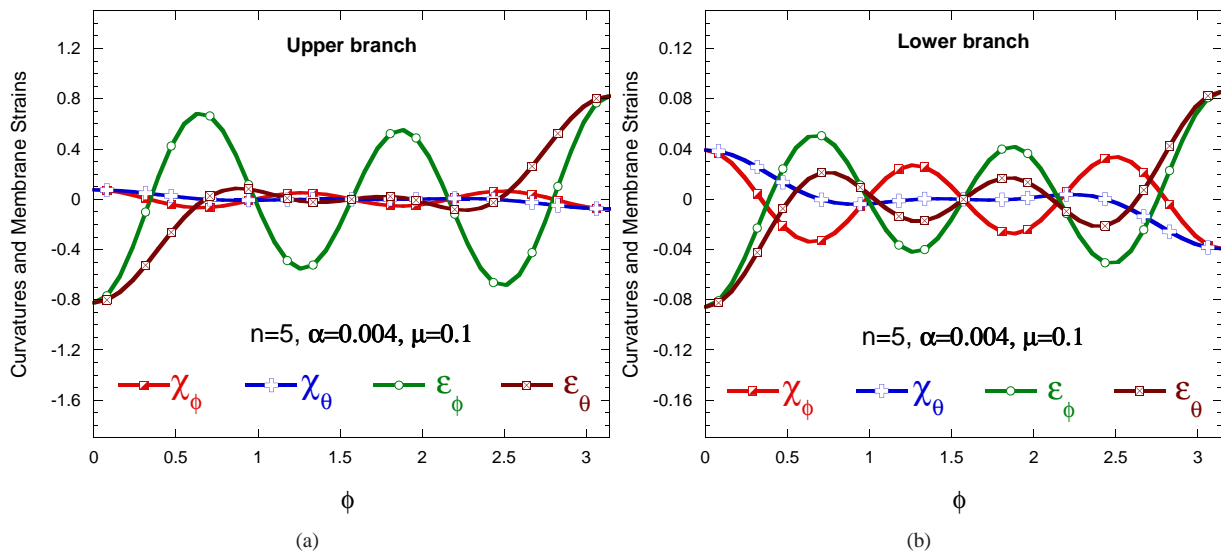 Upper branch
Curvatures and Membrane Strains
1.2
0.8
0.4
0
-0.4
-0.8
-1.2
-1.6
n=5, α=0.004, μ=0.1
χφ χθ εφ εθ
0 0.5 1 1.5 2 2.5 3
φ
(a)
Lower branch
Curvatures and Membrane Strains
0.12
0.08
0.04
0
-0.04
-0.08
-0.12
-0.16
n=5, α=0.004, μ=0.1
χφ χθ εφ εθ
0 0.5 1 1.5 2 2.5 3
φ
(b)